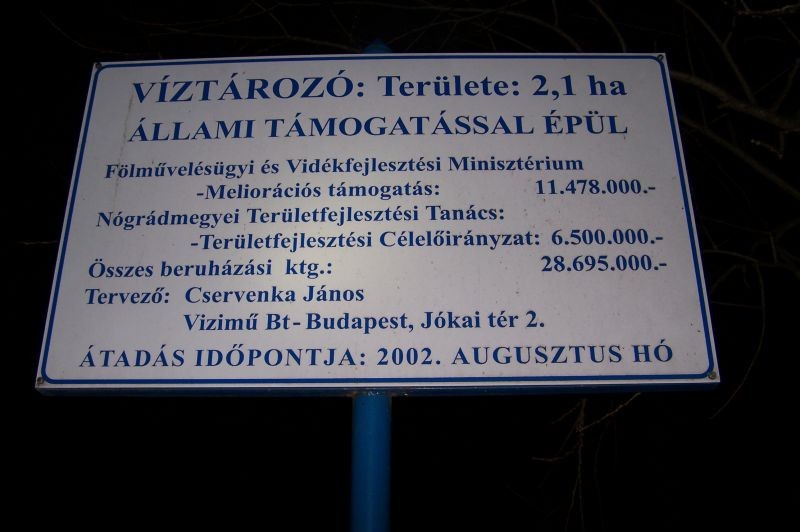 VÍZTÁROZÓ: Területe: 2,1 ha
ÁLLAMI TÁMOGATÁSSAL ÉPÜL
Fölművelésügyi és Vidékfejlesztési Minisztérium
-Meliorációs támogatás: 11.478.000.-
Nógrádmegyei Területfejlesztési Tanács:
-Területfejlesztési Célelőirányzat: 6.500.000.-
Összes beruházási ktg.: 28.695.000.-
Tervező: Cservenka János
Vizimű Bt - Budapest, Jókai tér 2.
ÁTADÁS IDŐPONTJA: 2002. AUGUSZTUS HÓ